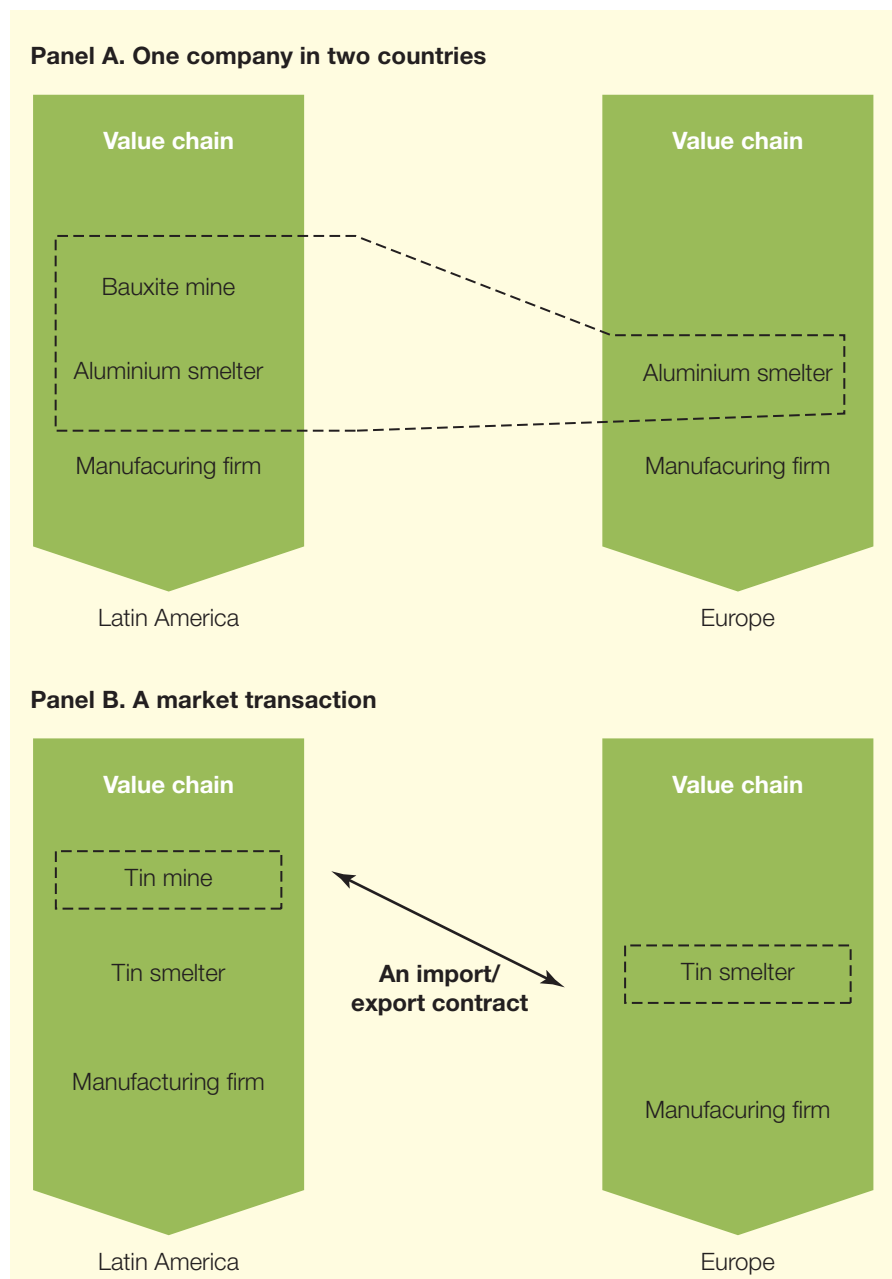 Panel A. One company in two countries
Value chain
Value chain
Bauxite mine
Aluminium smelter
Aluminium smelter
Manufacuring firm
Manufacuring firm
Latin America
Europe
Panel B. A market transaction
Value chain
Value chain
Tin mine
Tin smelter
An import/
export contract
Tin smelter
Manufacturing firm
Manufacuring firm
Latin America
Europe